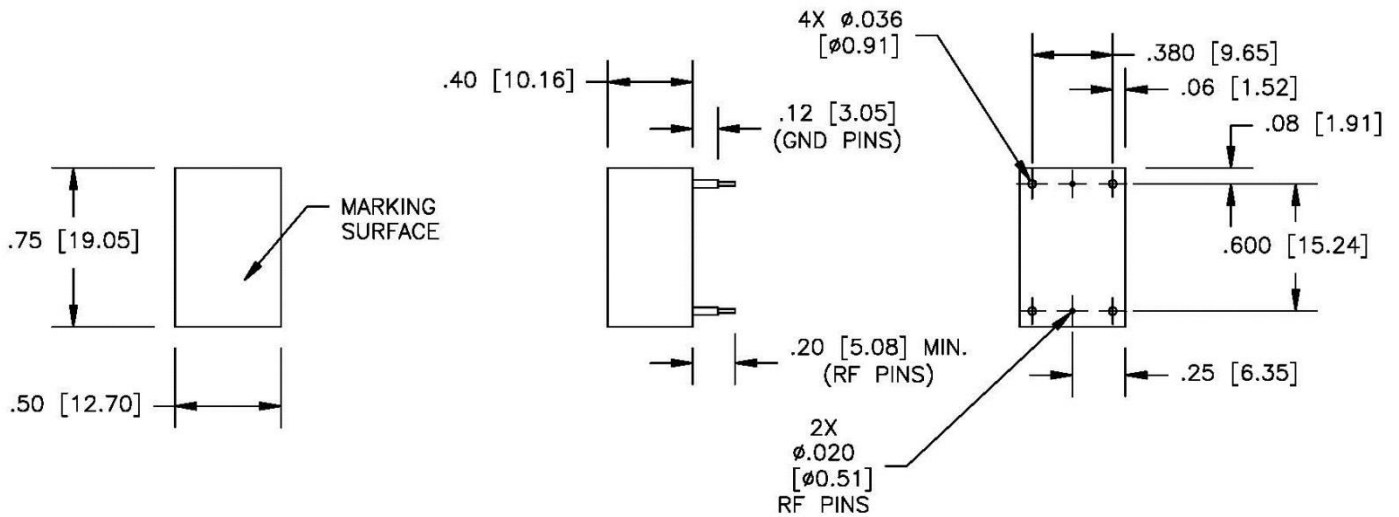 .75 [19.05]
.50 [12.70]
MARKING
SURFACE
.40 [10.16]
.12 [3.05]
(GND PINS)
.20 [5.08] MIN.
(RF PINS)
4X ø.036
[ø0.91]
.380 [9.65]
.06 [1.52]
.08 [1.91]
.600 [15.24]
.25 [6.35]
2X
ø.020
[ø0.51]
RF PINS